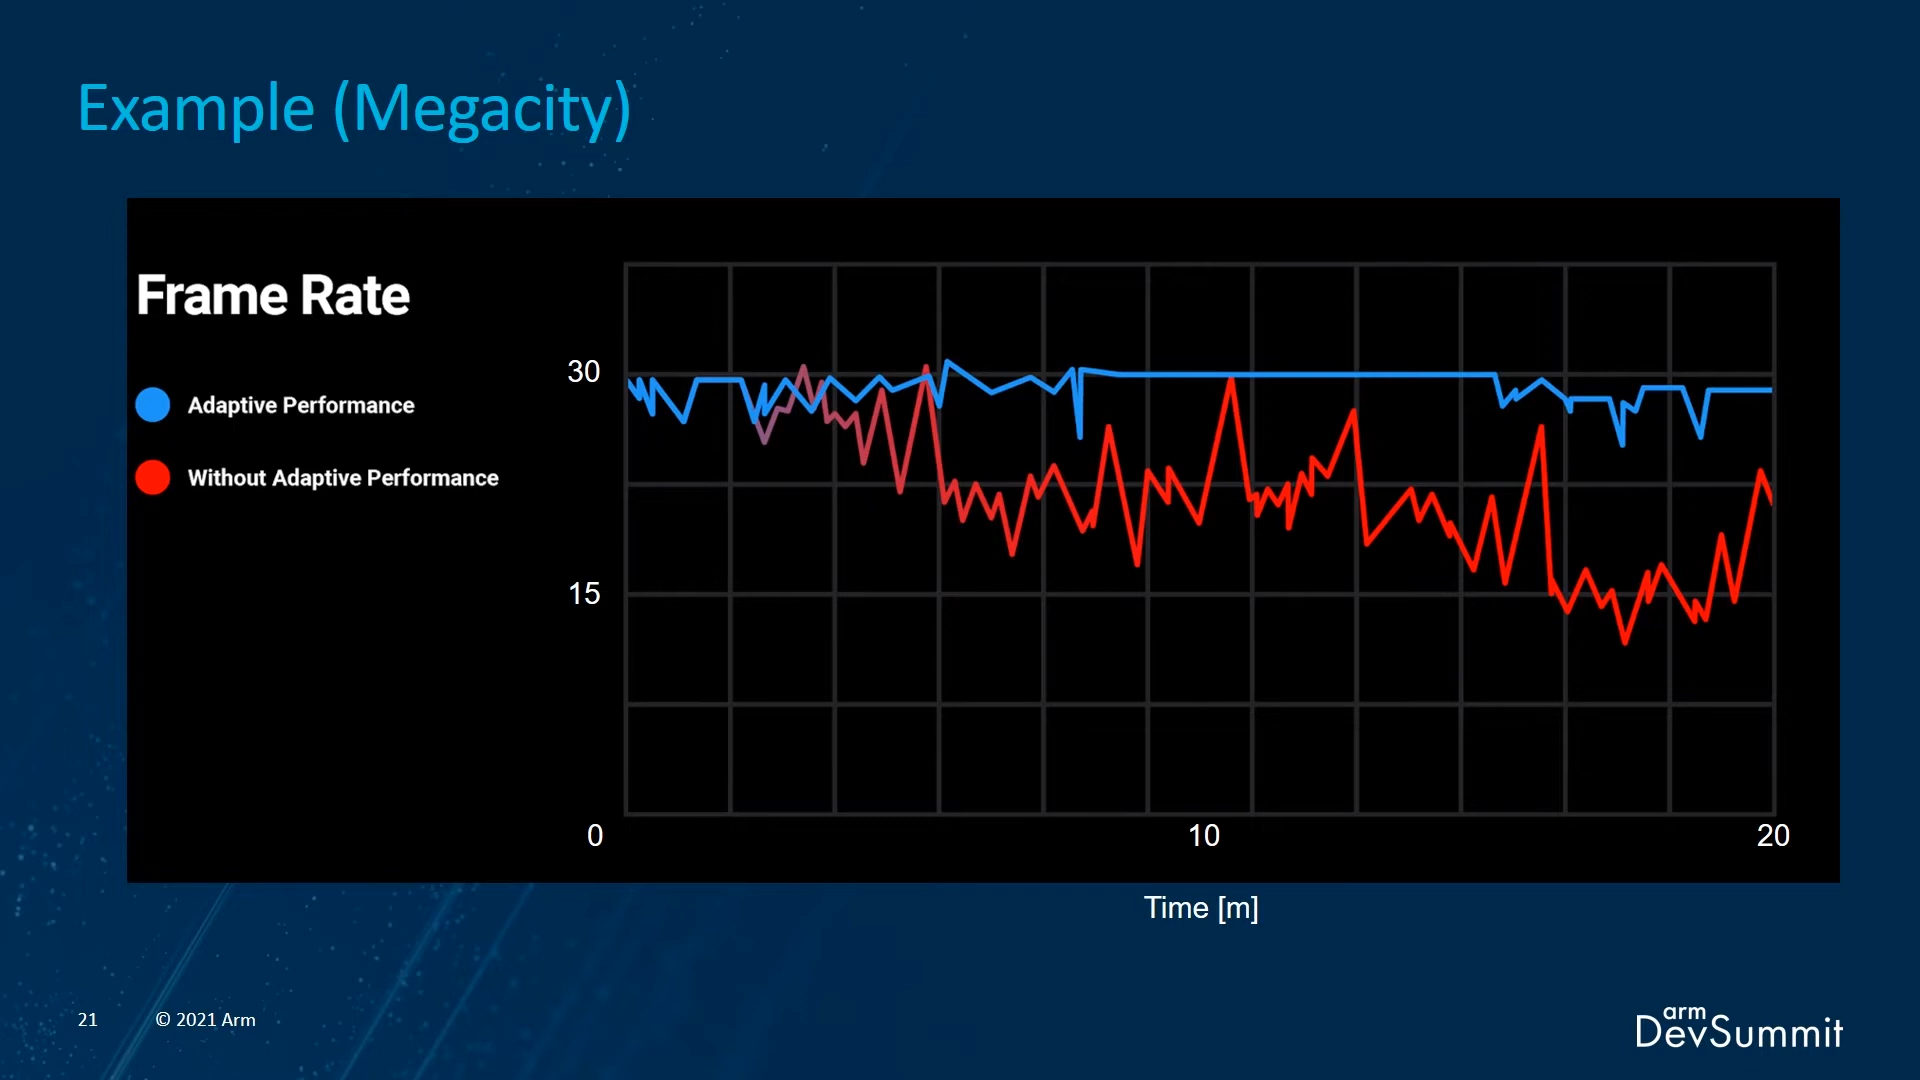 Example (Megacity)
Frame Rate
Adaptive Performance
Without Adaptive Performance
30
15
0
10
20
Time [m]
21
© 2021 Arm
arm
DevSummit